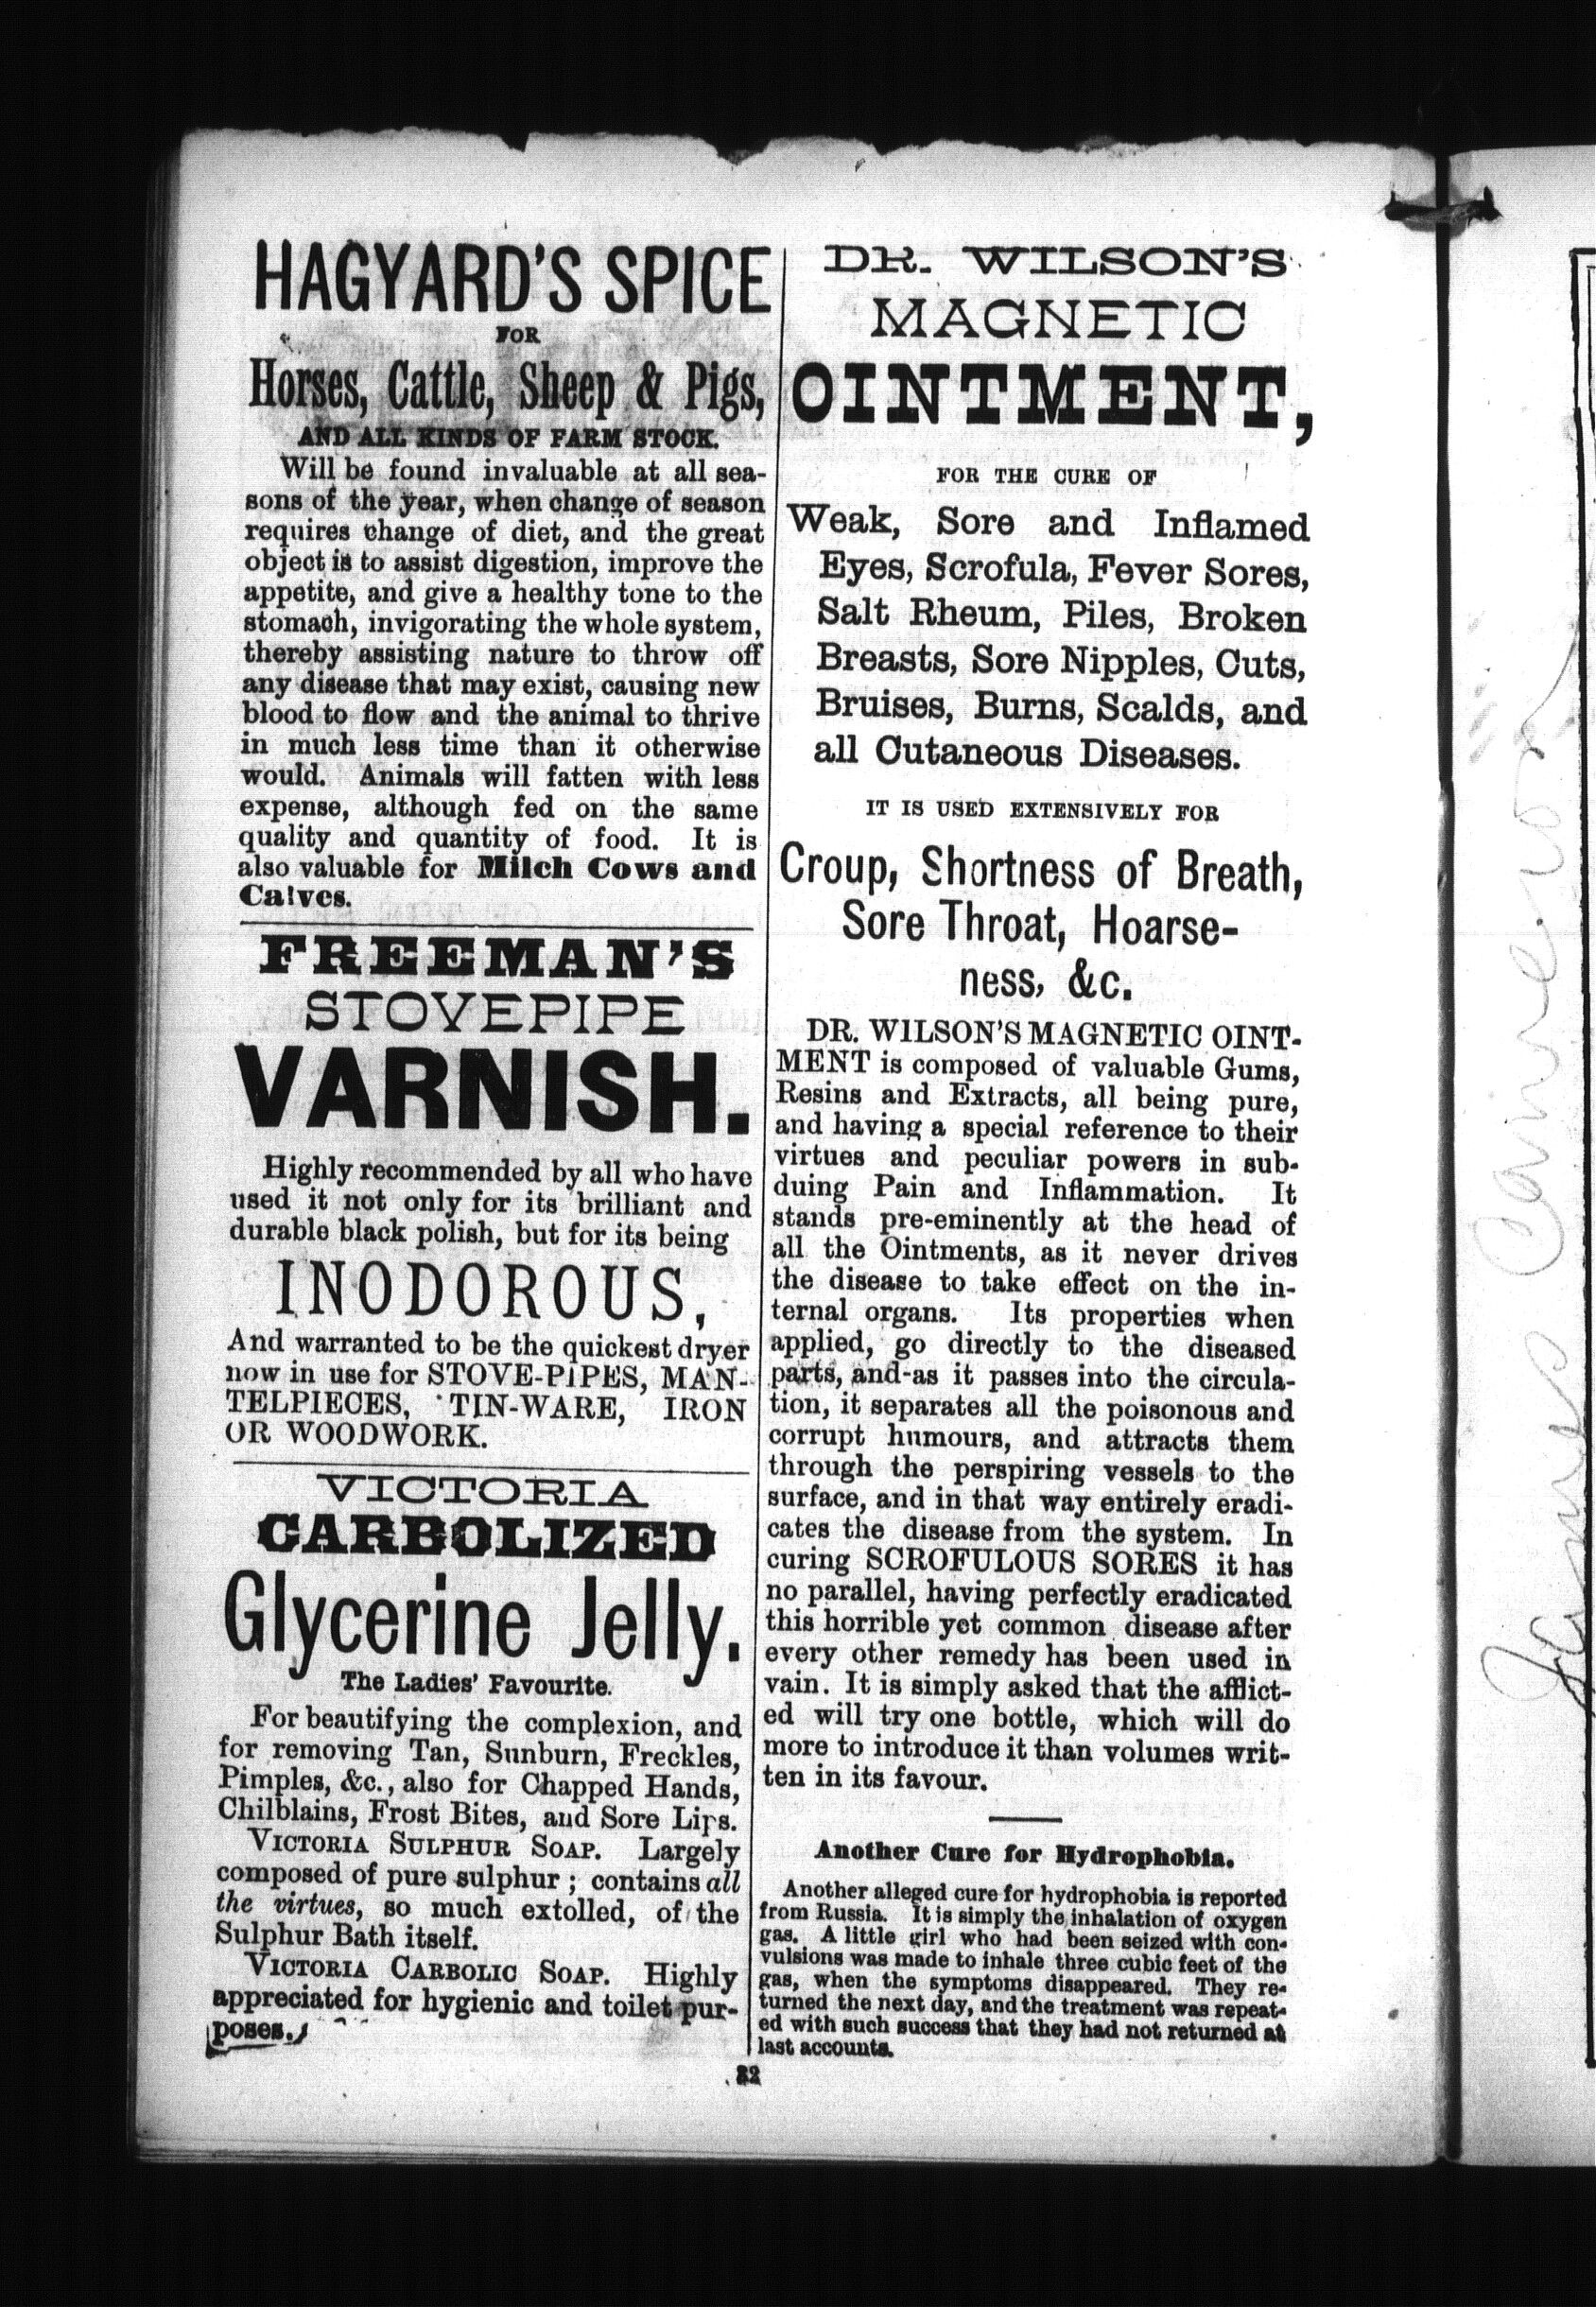 HAGYARD'S SPICE
FOR
Horses, Cattle, Sheep & Pigs,
AND ALL KINDS OF FARM STOCK.
Will be found invaluable at all sea-
sons of the year, when change of season
requires change of diet, and the great
object is to assist digestion, improve the
appetite, and give a healthy tone to the
stomach, invigorating the whole system,
thereby assisting nature to throw off
any disease that may exist, causing new
blood to flow and the animal to thrive
in much less time than it otherwise
would. Animals will fatten with less
expense, although fed on the same
quality and quantity of food. It is
also valuable for Milch Cows and
Calves.
FREEMAN'S
STOVEPIPE
VARNISH.
Highly recommended by all who have
used it not only for its brilliant and
durable black polish, but for its being
INODOROUS,
And warranted to be the quickest dryer
now in use for STOVE-PIPES, MAN-
TELPIECES, TIN-WARE, IRON
OR WOODWORK.
VICTORIA
CARBOLIZED
Glycerine Jelly.
The Ladies' Favourite.
For beautifying the complexion, and
for removing Tan, Sunburn, Freckles,
Pimples, &c., also for Chapped Hands,
Chilblains, Frost Bites, and Sore Lips.
VICTORIA SULPHUR SOAP. Largely
composed of pure sulphur ; contains all
the virtues, so much extolled, of the
Sulphur Bath itself.
VICTORIA CARBOLIC SOAP. Highly
appreciated for hygienic and toilet pur-
poses.
DR. WILSON'S
MAGNETIC
OINTMENT,
FOR THE CURE OF
Weak, Sore and Inflamed
Eyes, Scrofula, Fever Sores,
Salt Rheum, Piles, Broken
Breasts, Sore Nipples, Cuts,
Bruises, Burns, Scalds, and
all Cutaneous Diseases.
IT IS USED EXTENSIVELY FOR
Croup, Shortness of Breath,
Sore Throat, Hoarse-
ness, &c.
DR. WILSON'S MAGNETIC OINT-
MENT is composed of valuable Gums,
Resins and Extracts, all being pure,
and having a special reference to their
virtues and peculiar powers in sub-
duing Pain and Inflammation. It
stands pre-eminently at the head of
all the Ointments, as it never drives
the disease to take effect on the in-
ternal organs. Its properties when
applied, go directly to the diseased
parts, and-as it passes into the circula-
tion, it separates all the poisonous and
corrupt humours, and attracts them
through the perspiring vessels to the
surface, and in that way entirely eradi-
cates the disease from the system. In
curing SCROFULOUS SORES it has
no parallel, having perfectly eradicated
this horrible yet common disease after
every other remedy has been used in
vain. It is simply asked that the afflict-
ed will try one bottle, which will do
more to introduce it than volumes writ-
ten in its favour.
Another Cure for Hydrophobia.
Another alleged cure for hydrophobia is reported
from Russia. It is simply the inhalation of oxygen
gas. A little girl who had been seized with con-
vulsions was made to inhale three cubic feet of the
gas, when the symptoms disappeared. They re-
turned the next day, and the treatment was repeat-
ed with such success that they had not returned at
last accounts.
32
James